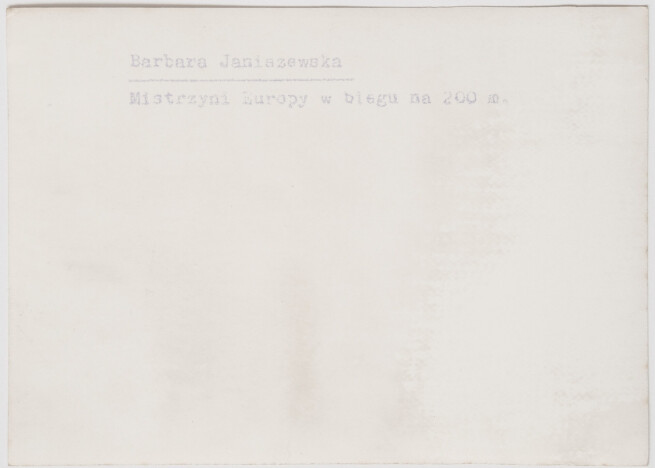 Barbara Janiszewska
Mistrzyni Europy w biegu na 200 m.